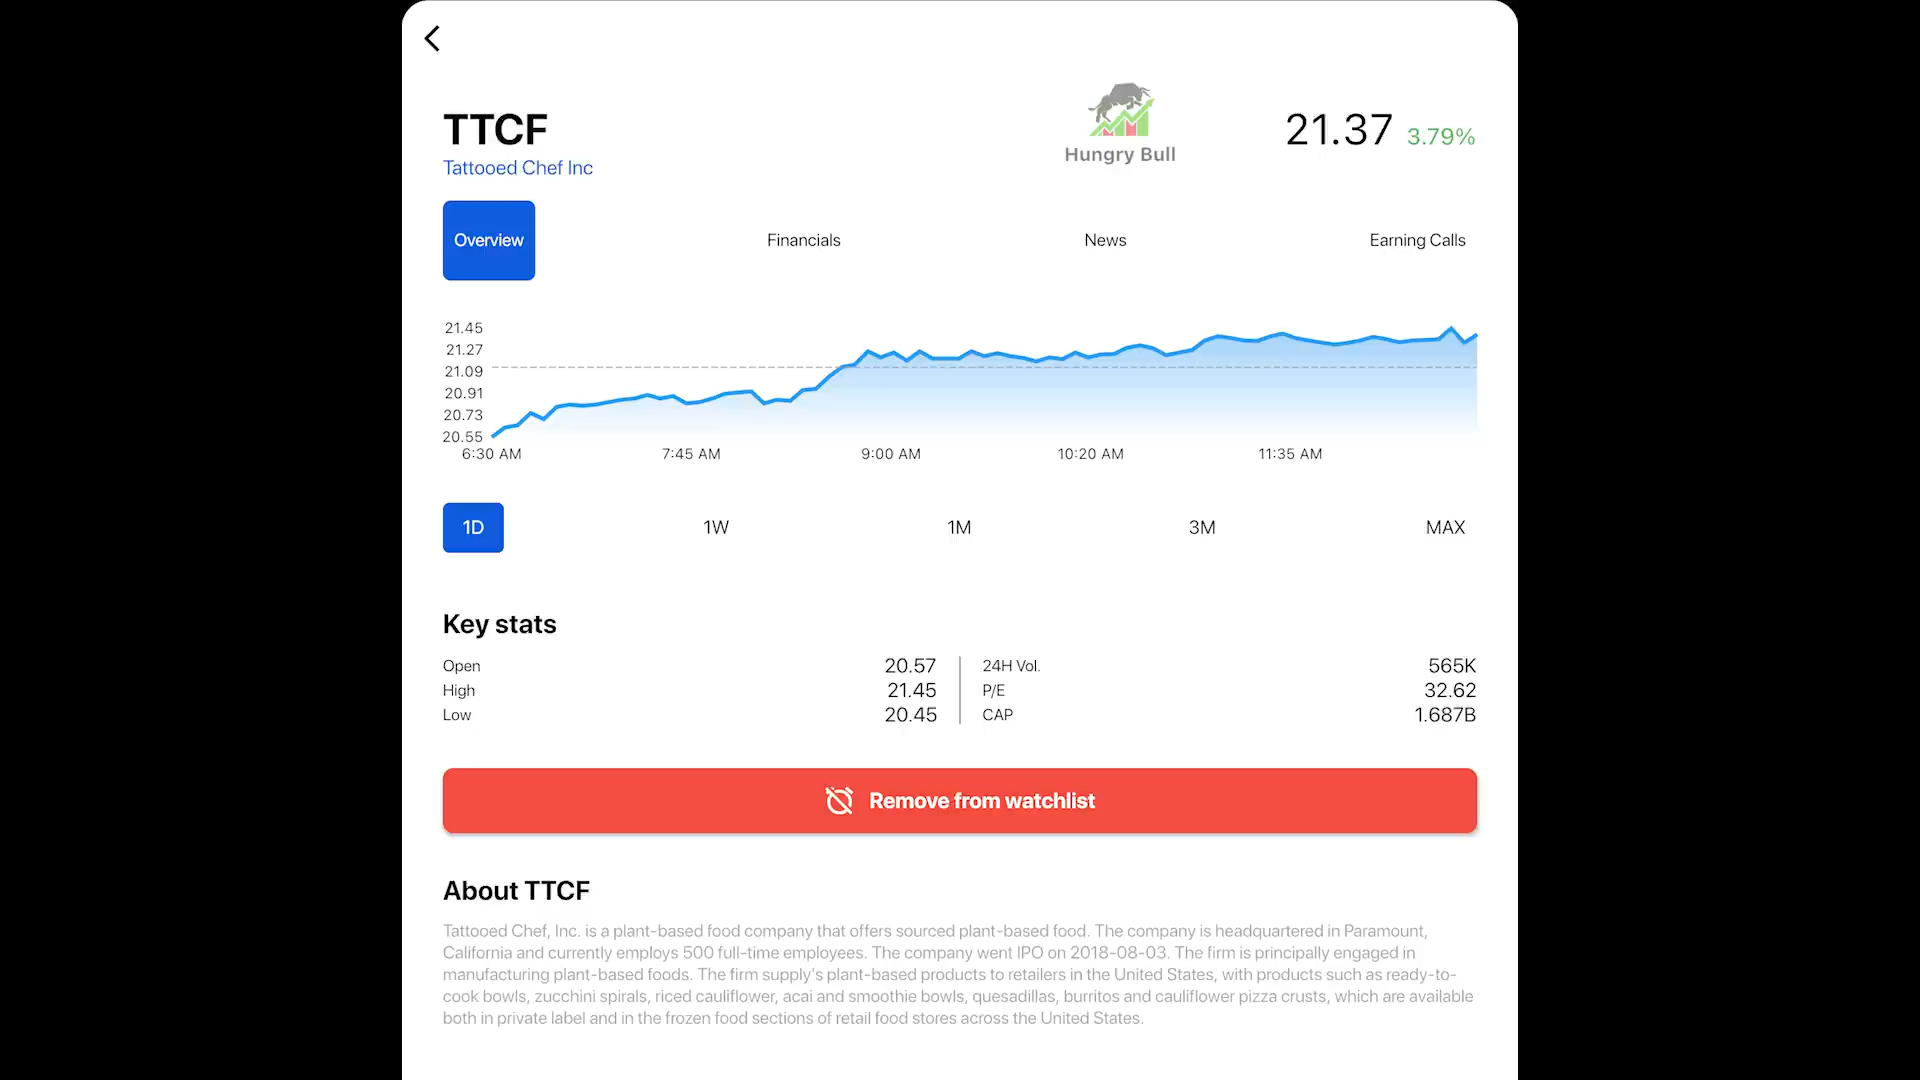 TTCF
Tattooed Chef Inc
Hungry Bull
21.37 3.79%
Overview Financials News Earning Calls
21.45
21.27
21.09
20.91
20.73
20.55
6:30 AM 7:45 AM 9:00 AM 10:20 AM 11:35 AM
1D 1W 1M 3M MAX
Key stats
Open 20.57 24H Vol. 565K
High 21.45 P/E 32.62
Low 20.45 CAP 1.687B
Remove from watchlist
About TTCF
Tattooed Chef, Inc. is a plant-based food company that offers sourced plant-based food. The company is headquartered in Paramount,
California and currently employs 500 full-time employees. The company went IPO on 2018-08-03. The firm is principally engaged in
manufacturing plant-based foods. The firm supply's plant-based products to retailers in the United States, with products such as ready-to-
cook bowls, zucchini spirals, riced cauliflower, acai and smoothie bowls, quesadillas, burritos and cauliflower pizza crusts, which are available
both in private label and in the frozen food sections of retail food stores across the United States.